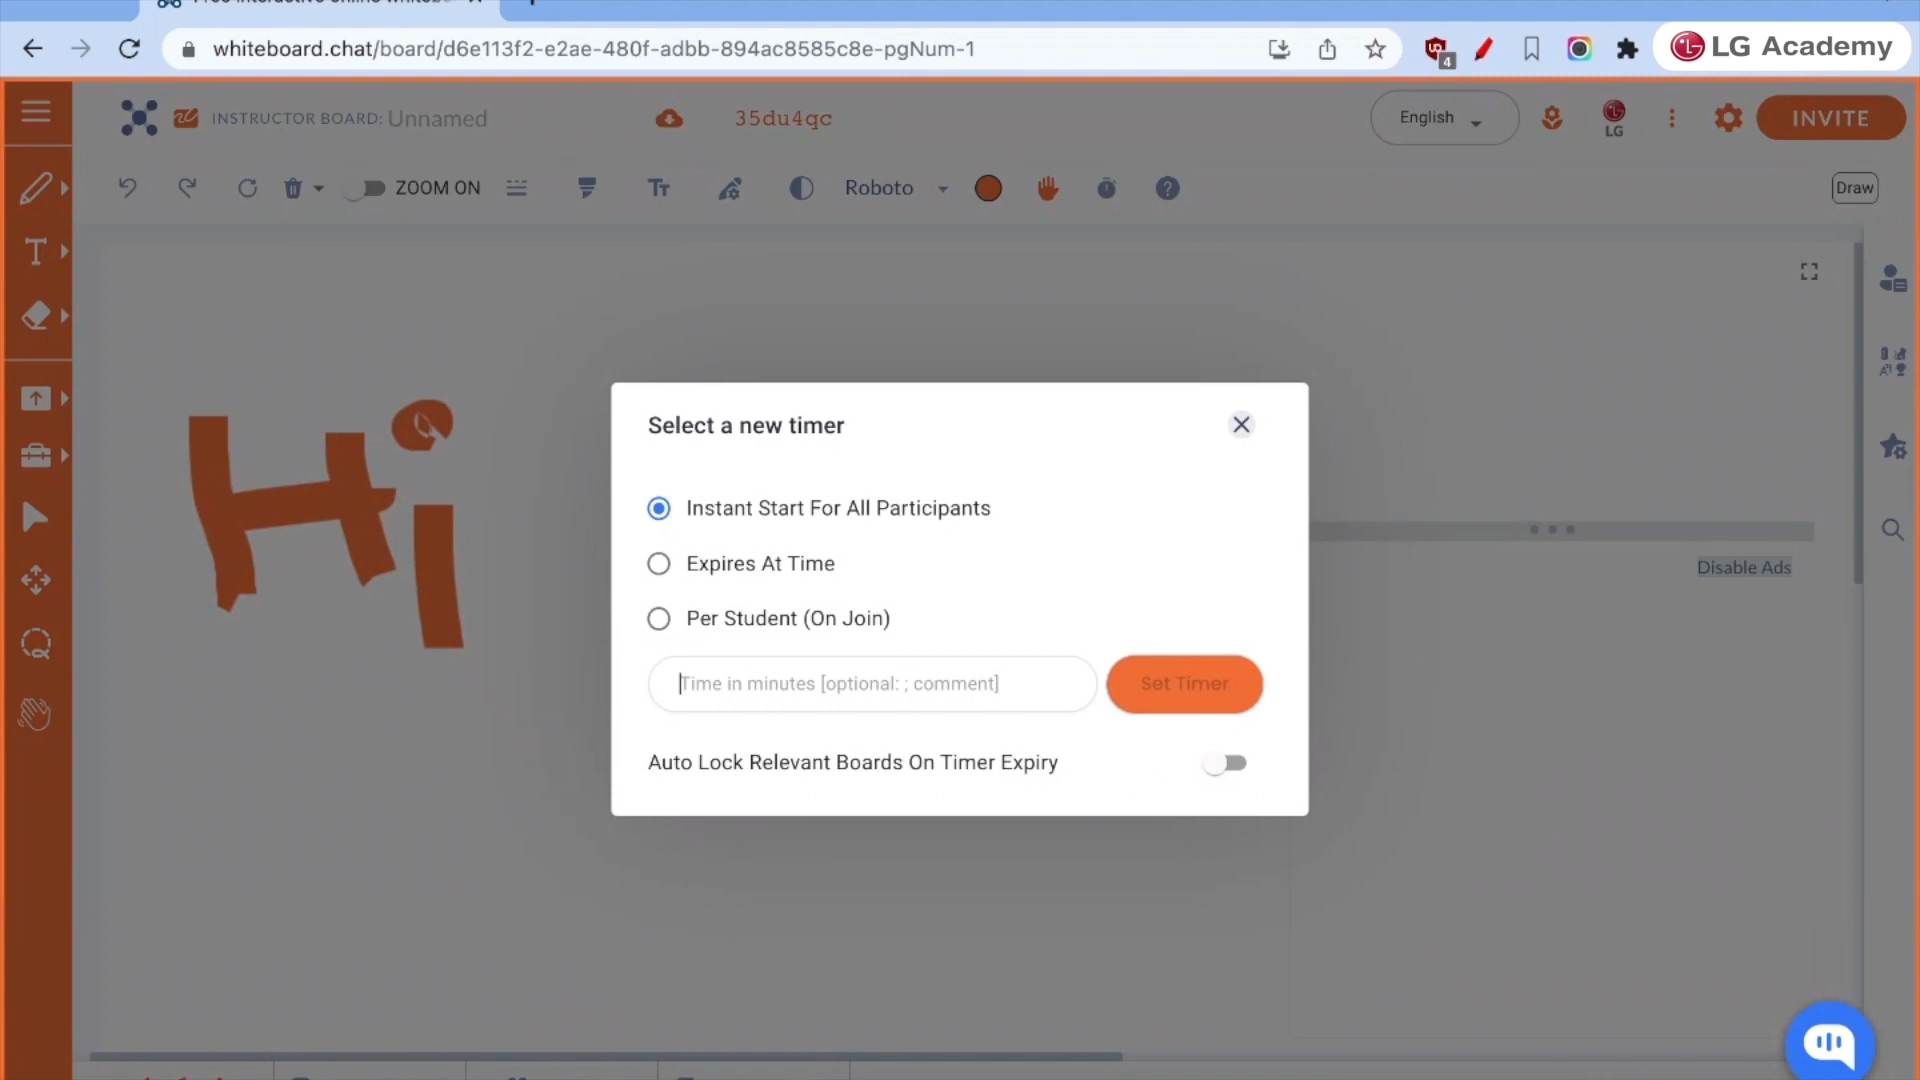 whiteboard.chat/board/d6e113f2-e2ae-480f-adbb-894ac8585c8e-pgNum-1
4
LG Academy
INSTRUCTOR BOARD: Unnamed
35du4qc
English
LG
INVITE
ZOOM ON
Roboto
Draw
Hi
Select a new timer
Instant Start For All Participants
Expires At Time
Disable Ads
Per Student (On Join)
Time in minutes [optional: ; comment]
Set Timer
Auto Lock Relevant Boards On Timer Expiry